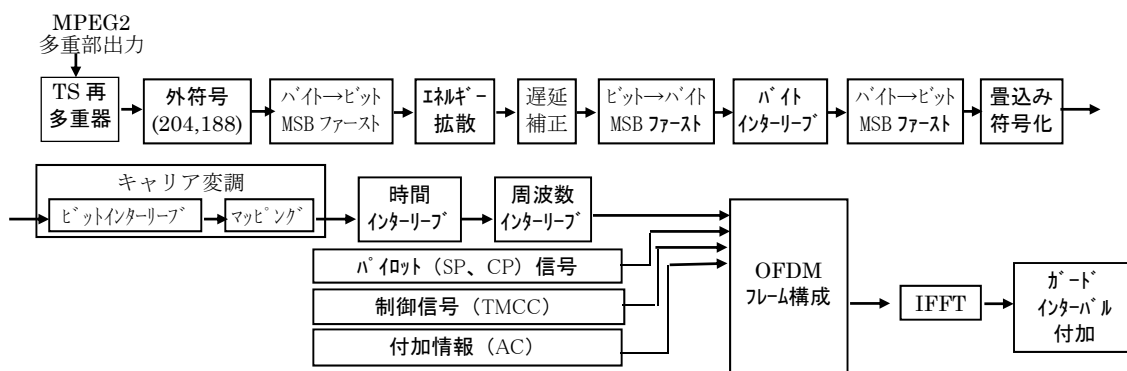 MPEG2
多重部出力
TS 再
多重器
外符号
(204,188)
ﾊﾞｲﾄ→ﾋﾞｯﾄ
MSB ﾌｧｰｽﾄ
ｴﾈﾙｷﾞｰ
拡散
遅延
補正
ﾋﾞｯﾄ→ﾊﾞｲﾄ
MSB ﾌｧｰｽﾄ
ﾊﾞｲﾄ
ｲﾝﾀｰﾘｰﾌﾞ
ﾊﾞｲﾄ→ﾋﾞｯﾄ
MSB ﾌｧｰｽﾄ
畳込み
符号化
キャリア変調
ﾋﾞｯﾄｲﾝﾀｰﾘｰﾌﾞ
ﾏｯﾋﾟﾝｸﾞ
時間
ｲﾝﾀｰﾘｰﾌﾞ
周波数
ｲﾝﾀｰﾘｰﾌﾞ
ﾊﾟｲﾛｯﾄ（SP、CP）信号
制御信号（TMCC）
付加情報（AC）
OFDM
ﾌﾚｰﾑ構成
IFFT
ｶﾞｰﾄﾞ
ｲﾝﾀｰﾊﾞﾙ
付加